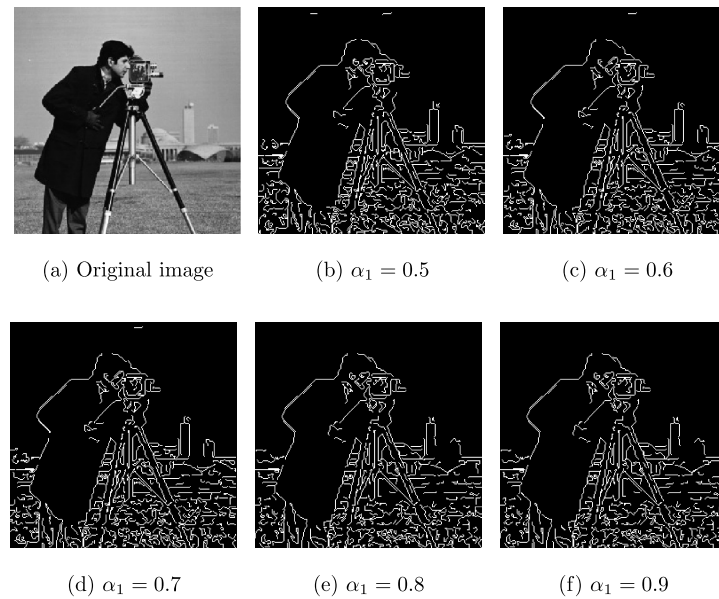 (a) Original image
(b) α₁ = 0.5
(c) α₁ = 0.6
(d) α₁ = 0.7
(e) α₁ = 0.8
(f) α₁ = 0.9